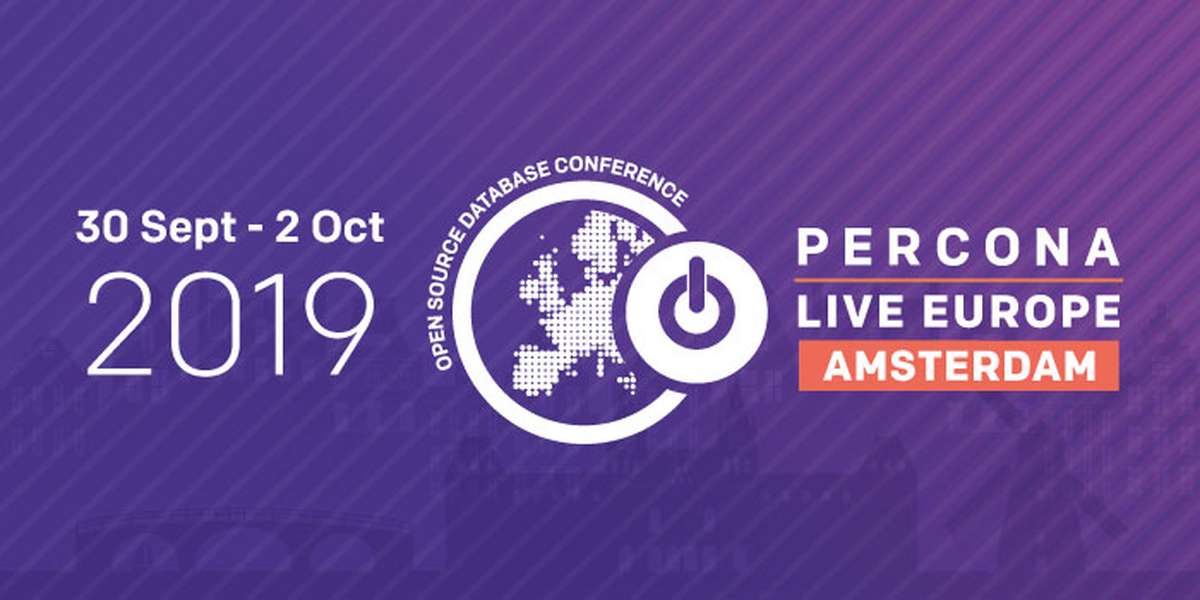 30 Sept - 2 Oct
2019
OPEN SOURCE DATABASE CONFERENCE
PERCONA
LIVE EUROPE
AMSTERDAM